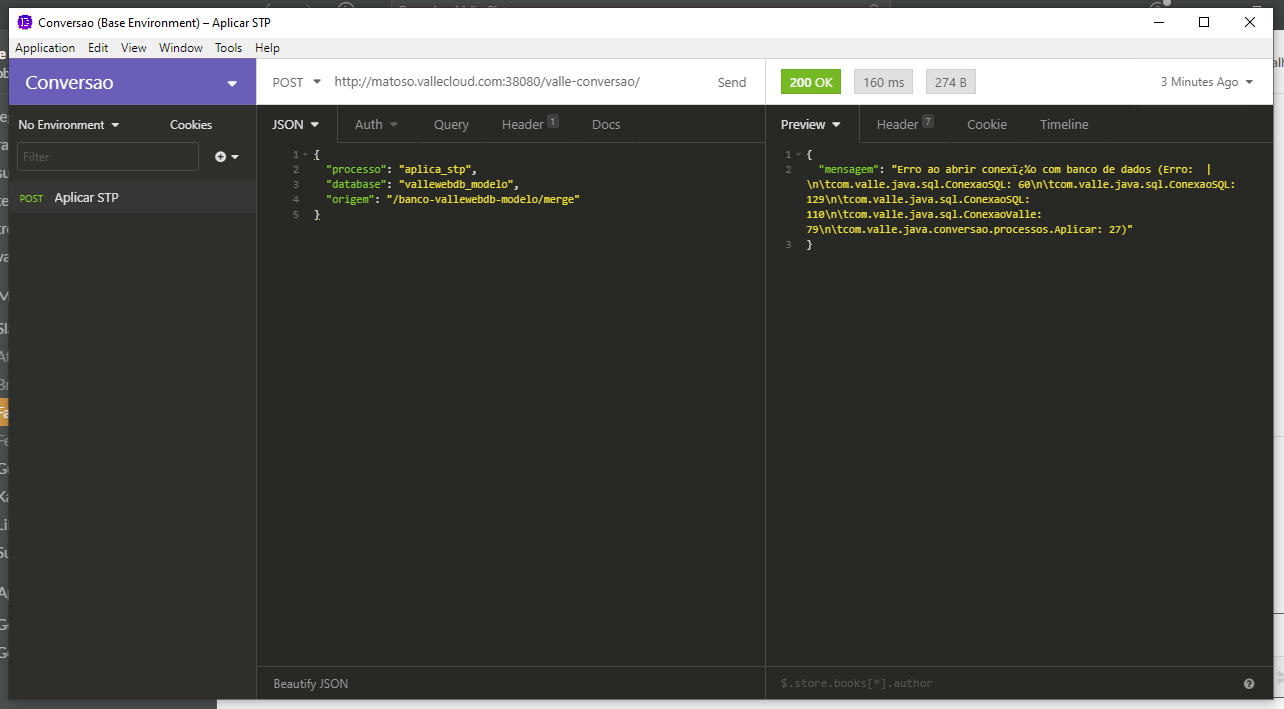 Conversao (Base Environment) – Aplicar STP
Application Edit View Window Tools Help
Conversao
POST http://matoso.vallecloud.com:38080/valle-conversao/ Send
200 OK 160 ms 274 B 3 Minutes Ago
No Environment Cookies
JSON Auth Query Header 1 Docs
Preview Header 7 Cookie Timeline
Filter
POST Aplicar STP
1 {
2 "processo": "aplica_stp",
3 "database": "vallewebdb_modelo",
4 "origem": "/banco-vallewebdb-modelo/merge"
5 }
1 {
2 "mensagem": "Erro ao abrir conexï¿%o com banco de dados (Erro:  |
\n\tcom.valle.java.sql.ConexaoSQL: 60\n\tcom.valle.java.sql.ConexaoSQL:
129\n\tcom.valle.java.sql.ConexaoSQL:
110\n\tcom.valle.java.sql.ConexaoValle:
79\n\tcom.valle.java.conversao.processos.Aplicar: 27)"
3 }
Beautify JSON
$.store.books[*].author